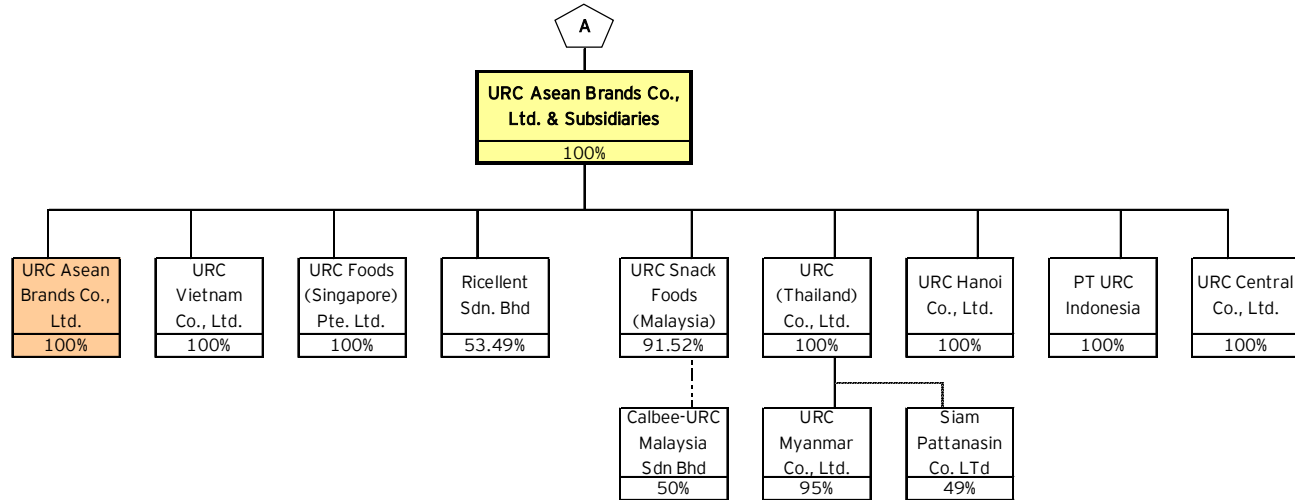 A
URC Asean Brands Co.,
Ltd. & Subsidiaries
100%
URC Asean
Brands Co.,
Ltd.
100%
URC
Vietnam
Co., Ltd.
100%
URC Foods
(Singapore)
Pte. Ltd.
100%
Ricellent
Sdn. Bhd
53.49%
URC Snack
Foods
(Malaysia)
91.52%
URC
(Thailand)
Co., Ltd.
100%
URC Hanoi
Co., Ltd.
100%
PT URC
Indonesia
100%
URC Central
Co., Ltd.
100%
Calbee-URC
Malaysia
Sdn Bhd
50%
URC
Myanmar
Co., Ltd.
95%
Siam
Pattanasin
Co. LTd
49%